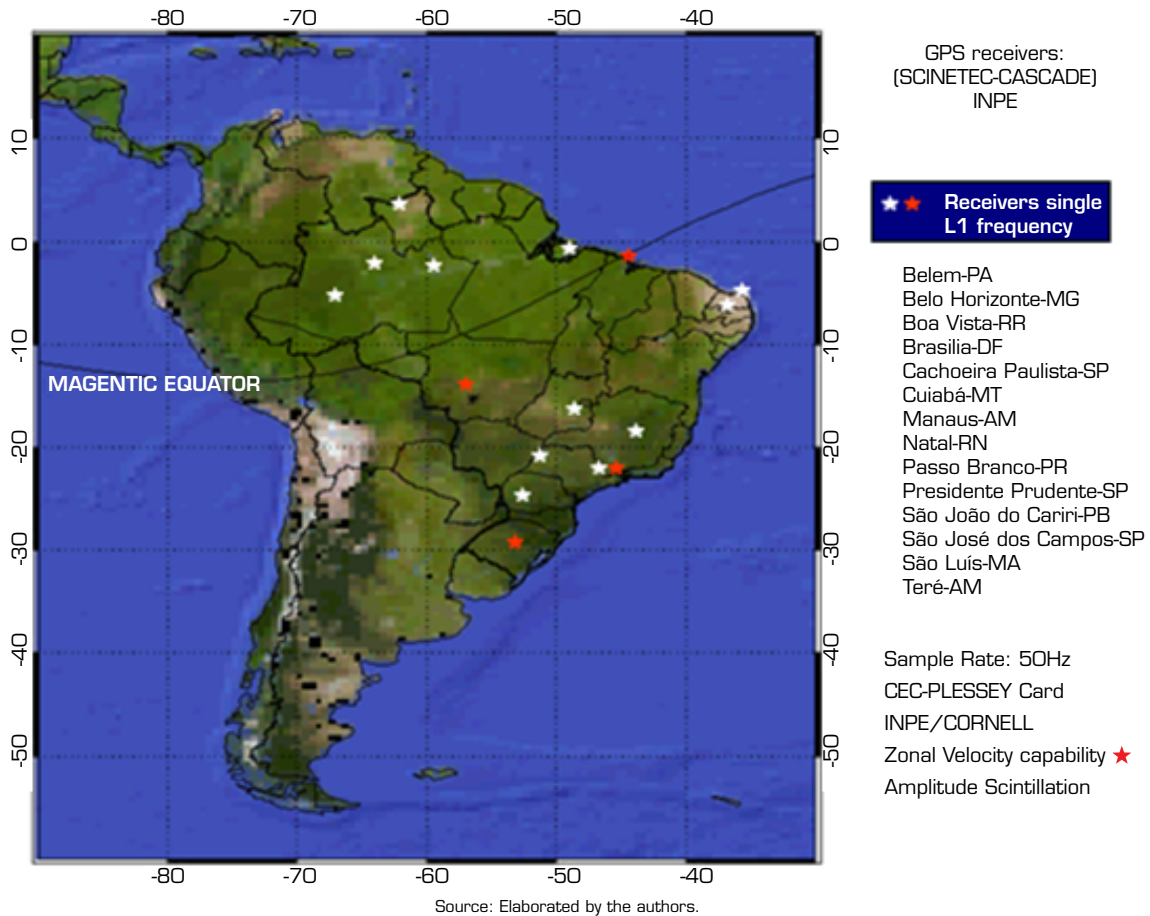 -80 -70 -60 -50 -40
GPS receivers:
(SCINETEC-CASCADE)
INPE
10 10
Receivers single
L1 frequency
0 0
Belem-PA
Belo Horizonte-MG
Boa Vista-RR
Brasilia-DF
Cachoeira Paulista-SP
Cuiabá-MT
Manaus-AM
Natal-RN
Passo Branco-PR
Presidente Prudente-SP
São João do Cariri-PB
São José dos Campos-SP
São Luís-MA
Teré-AM
-10 -10
MAGENTIC EQUATOR
-20 -20
-30 -30
-40 -40
Sample Rate: 50Hz
CEC-PLESSEY Card
INPE/CORNELL
Zonal Velocity capability
Amplitude Scintillation
-50 -50
-80 -70 -60 -50 -40
Source: Elaborated by the authors.